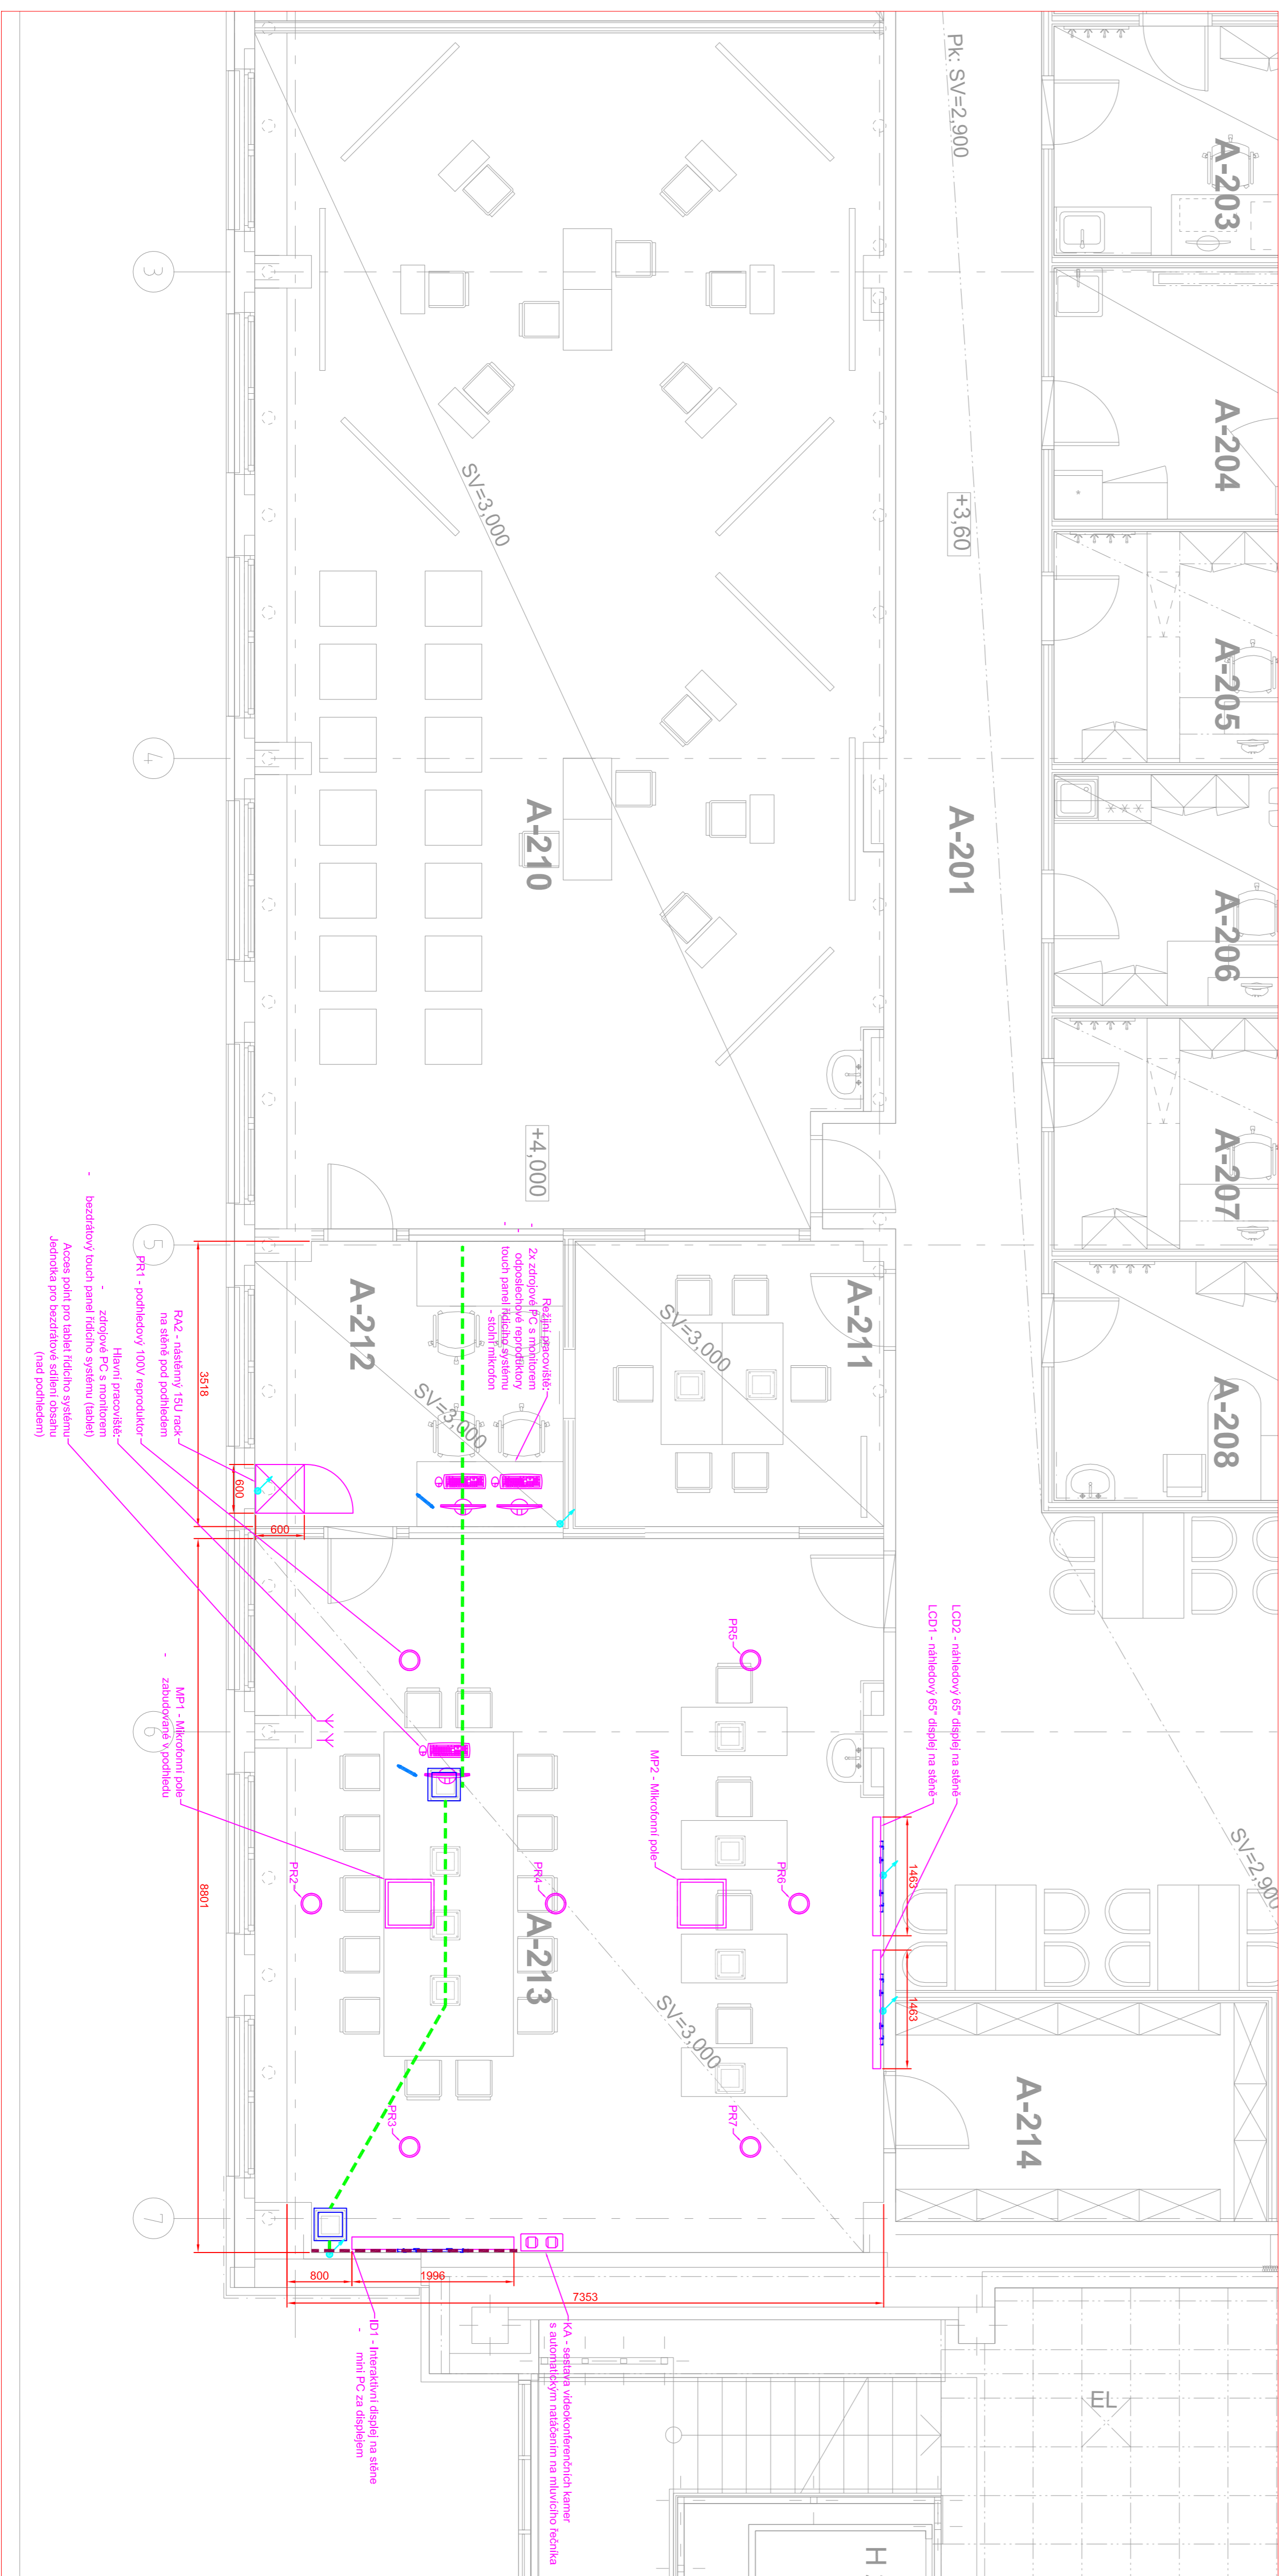 Pk: SV=2,900
A-203
A-204
A-205
A-206
A-207
A-208
+3,60
A-201
SV=3,000
A-210
+4,000
3
4
5
6
7
A-211
SV=3,000
A-212
SV=3,000
Režijní pracoviště:
- 2x zdrojové PC s monitorem
- odposlechové reproduktory
- touch panel řídicího systému
- stolní mikrofon
RA2 - nástěnný 15U rack
na stěně pod podhledem
PR1 - podhledový 100V reproduktor
Hlavní pracoviště:
- zdrojové PC s monitorem
- bezdrátový touch panel řídicího systému (tablet)
Acces point pro tablet řídicího systému
Jednotka pro bezdrátové sdílení obsahu
(nad podhledem)
3518
600
600
8801
MP1 - Mikrofonní pole
- zabudované v podhledu
MP2 - Mikrofonní pole
PR2
PR3
PR4
PR5
PR6
PR7
LCD2 - náhledový 65" displej na stěně
LCD1 - náhledový 65" displej na stěně
1463
1463
A-213
SV=3,000
SV=2,900
A-214
800
1996
7353
ID1 - Interaktivní displej na stěne
- mini PC za displejem
KA - sestava videokonferenčních kamer
s automatickým natáčením na mluvícího řečníka
EL
H